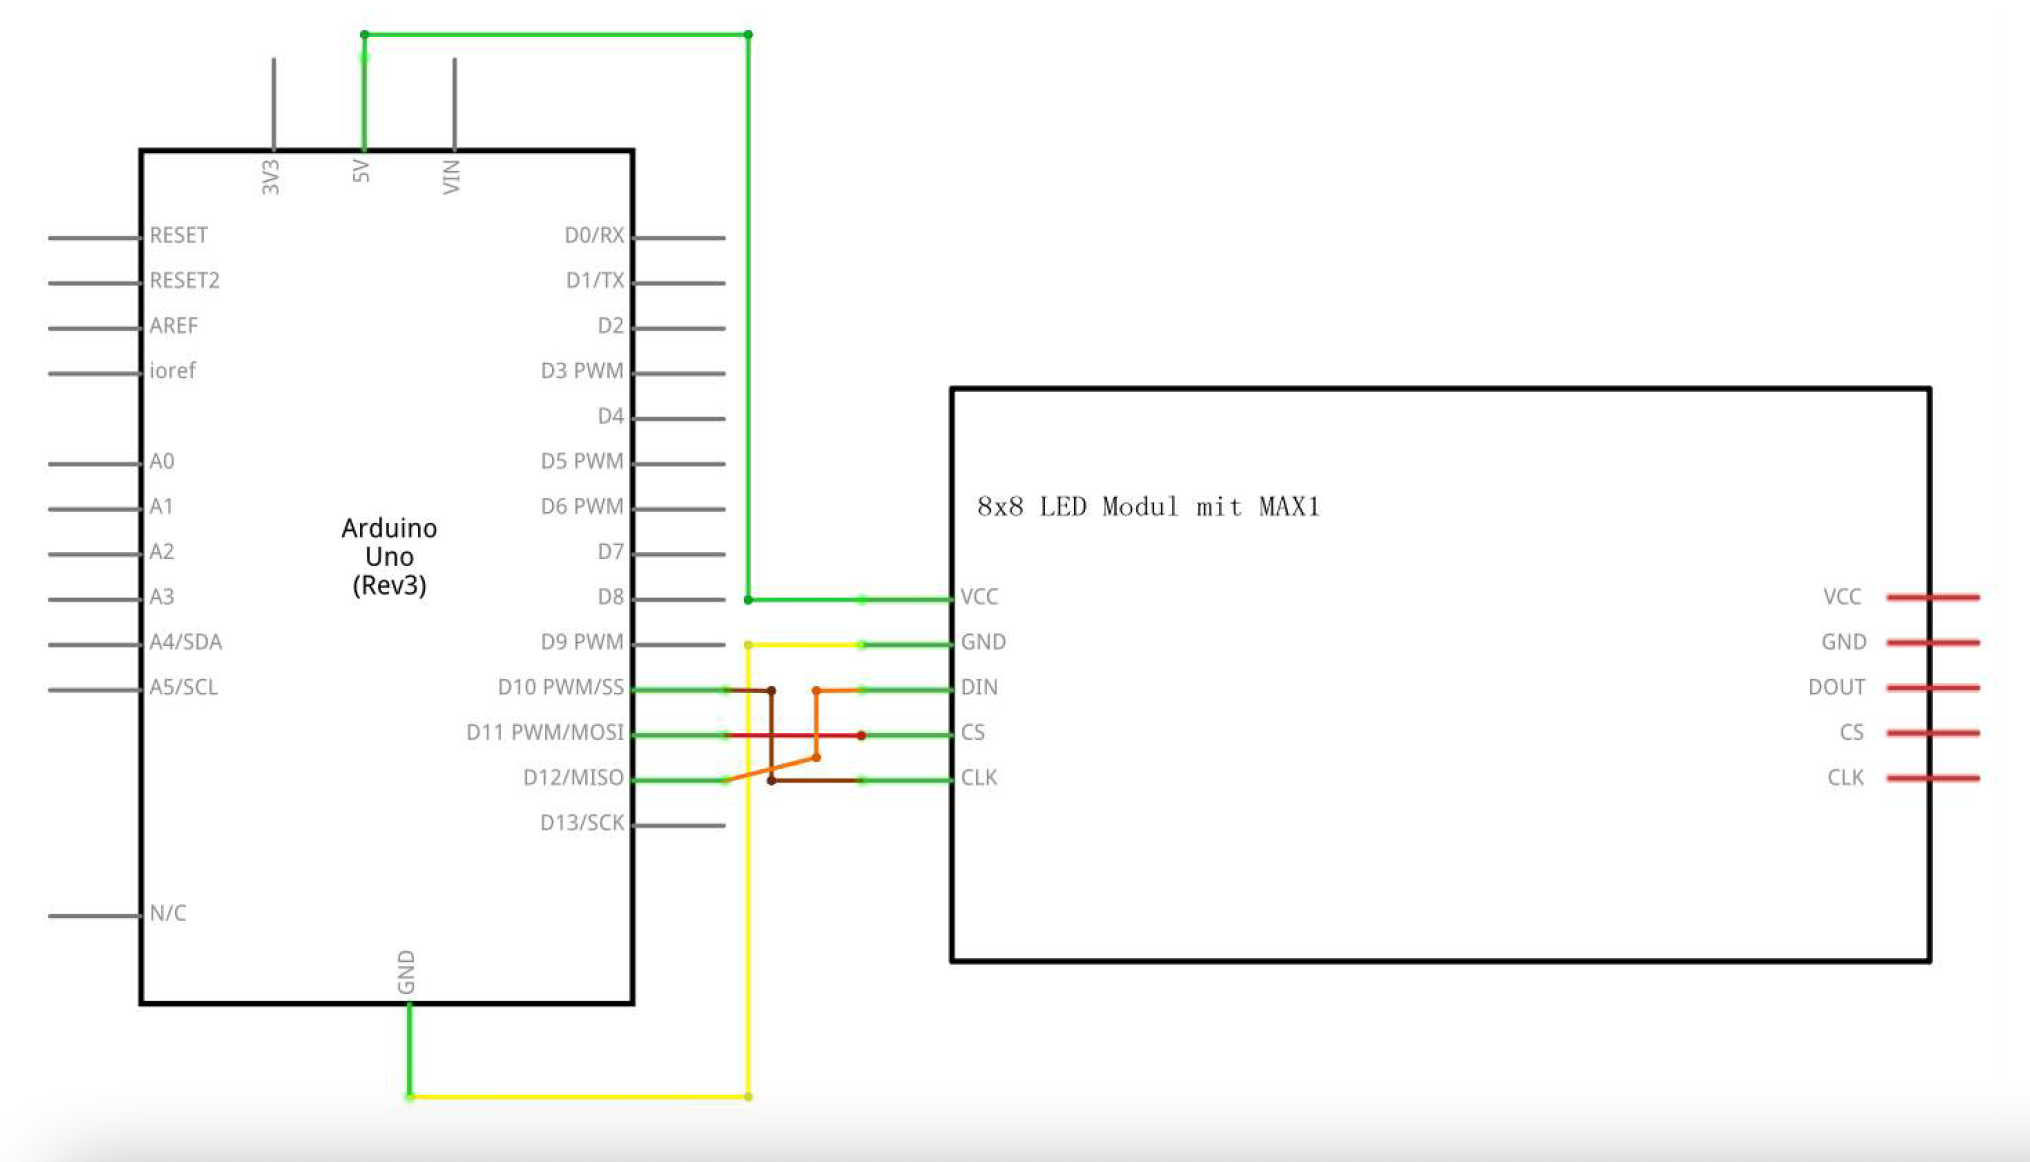 3V3
5V
VIN
RESET
RESET2
AREF
ioref
A0
A1
A2
A3
A4/SDA
A5/SCL
N/C
Arduino
Uno
(Rev3)
D0/RX
D1/TX
D2
D3 PWM
D4
D5 PWM
D6 PWM
D7
D8
D9 PWM
D10 PWM/SS
D11 PWM/MOSI
D12/MISO
D13/SCK
GND
8x8 LED Modul mit MAX1
VCC
GND
DIN
CS
CLK
VCC
GND
DOUT
CS
CLK